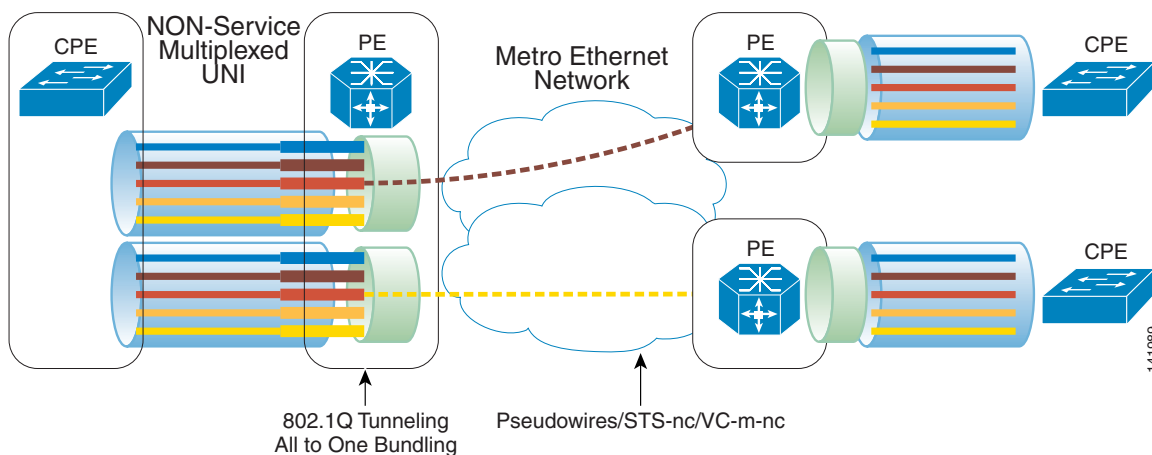 CPE
NON-Service
Multiplexed
UNI
PE
Metro Ethernet
Network
PE
CPE
PE
CPE
802.1Q Tunneling
All to One Bundling
Pseudowires/STS-nc/VC-m-nc